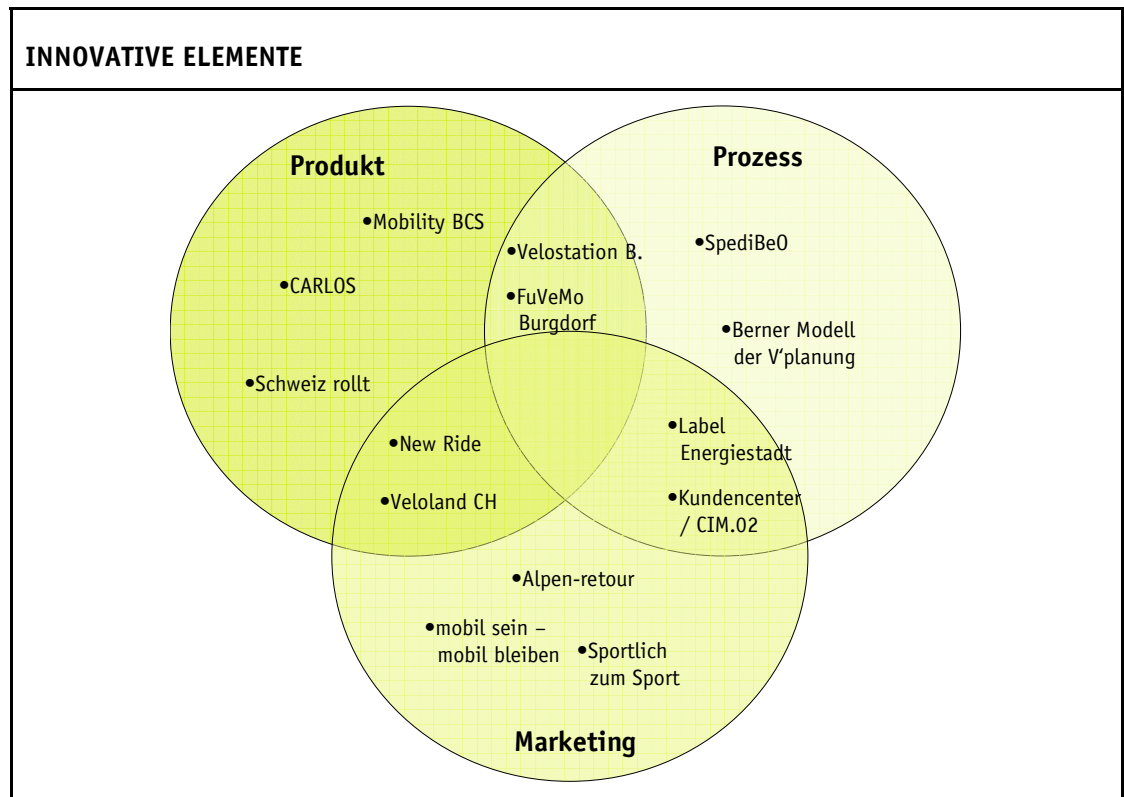 INNOVATIVE ELEMENTE
Produkt
Prozess
•Mobility BCS
•SpediBeO
•Velostation B.
•CARLOS
•FuVeMo
Burgdorf
•Berner Modell
der V'planung
•Schweiz rollt
•New Ride
•Label
Energiestadt
•Veloland CH
•Kundencenter
/ CIM.02
•Alpen-retour
•mobil sein –
mobil bleiben
•Sportlich
zum Sport
Marketing